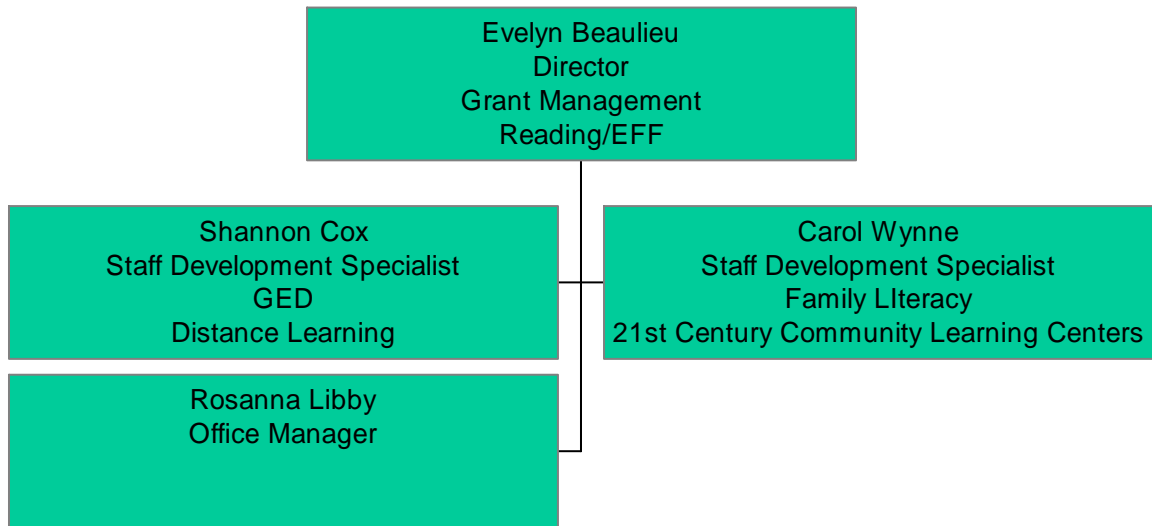 Evelyn Beaulieu
Director
Grant Management
Reading/EFF
Shannon Cox
Staff Development Specialist
GED
Distance Learning
Carol Wynne
Staff Development Specialist
Family LIteracy
21st Century Community Learning Centers
Rosanna Libby
Office Manager